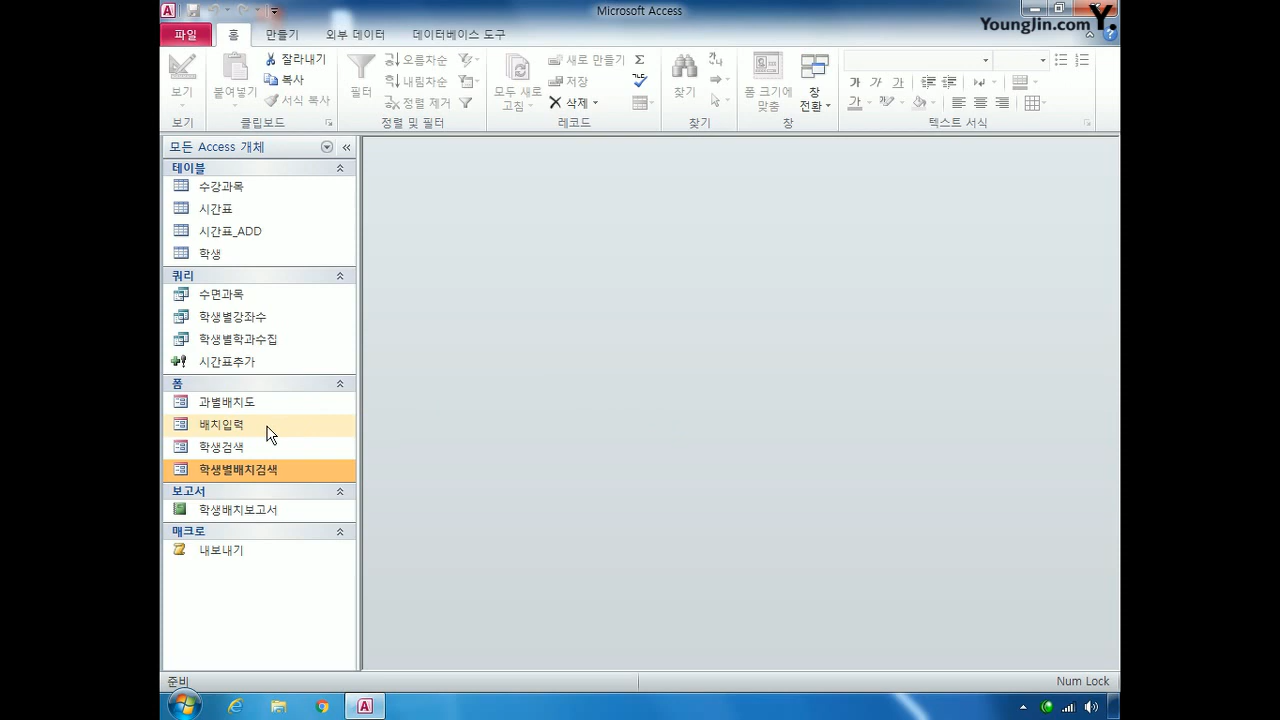 Microsoft Access
YoungJin.com Y.
파일 홈 만들기 외부 데이터 데이터베이스 도구
보기
붙여넣기
잘라내기
복사
서식 복사
필터
오름차순
내림차순
정렬 제거
모두 새로 고침
새로 만들기
저장
삭제
찾기
폼 크기에 맞춤
창 전환
가 가 가
가
보기 클립보드 정렬 및 필터 레코드 찾기 창 텍스트 서식
모든 Access 개체
테이블
수강과목
시간표
시간표_ADD
학생
쿼리
수면과목
학생별강좌수
학생별학과수집
시간표추가
폼
과별배치도
배치입력
학생검색
학생별배치검색
보고서
학생배치보고서
매크로
내보내기
준비
Num Lock